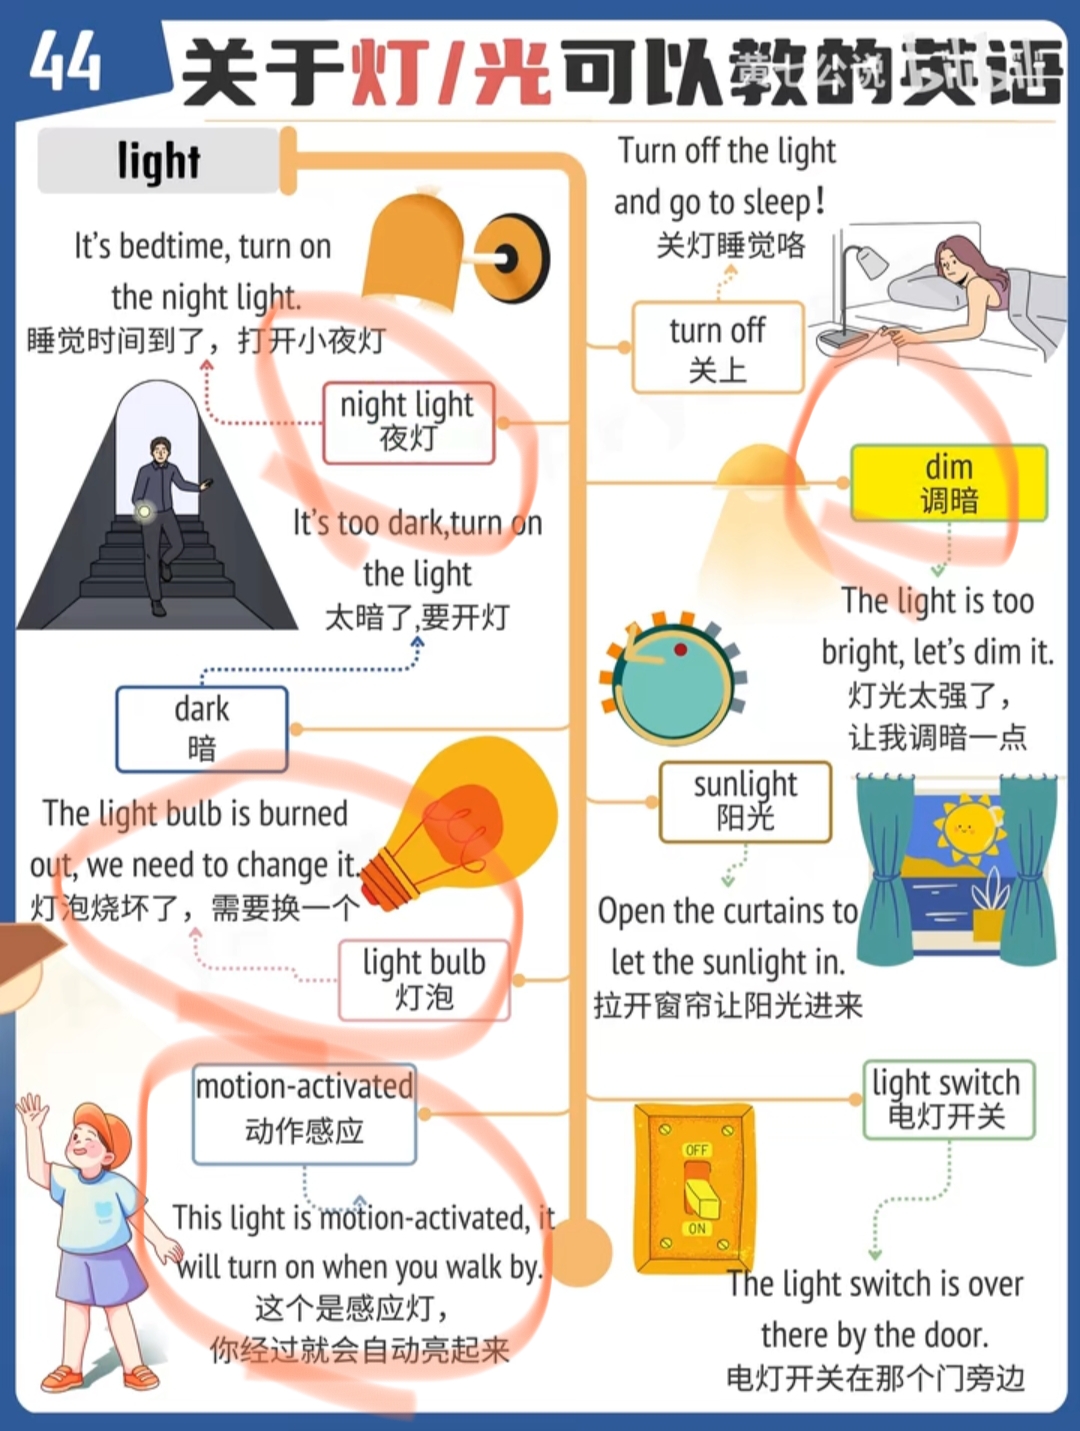 44
关于灯/光可以教的英语
黄七公说
bilibili
light
It's bedtime, turn on
the night light.
睡觉时间到了，打开小夜灯
night light
夜灯
It's too dark,turn on
the light
太暗了,要开灯
dark
暗
The light bulb is burned
out, we need to change it.
灯泡烧坏了，需要换一个
light bulb
灯泡
motion-activated
动作感应
This light is motion-activated, it
will turn on when you walk by.
这个是感应灯，
你经过就会自动亮起来
Turn off the light
and go to sleep！
关灯睡觉咯
turn off
关上
dim
调暗
The light is too
bright, let's dim it.
灯光太强了，
让我调暗一点
sunlight
阳光
Open the curtains to
let the sunlight in.
拉开窗帘让阳光进来
light switch
电灯开关
OFF
ON
The light switch is over
there by the door.
电灯开关在那个门旁边